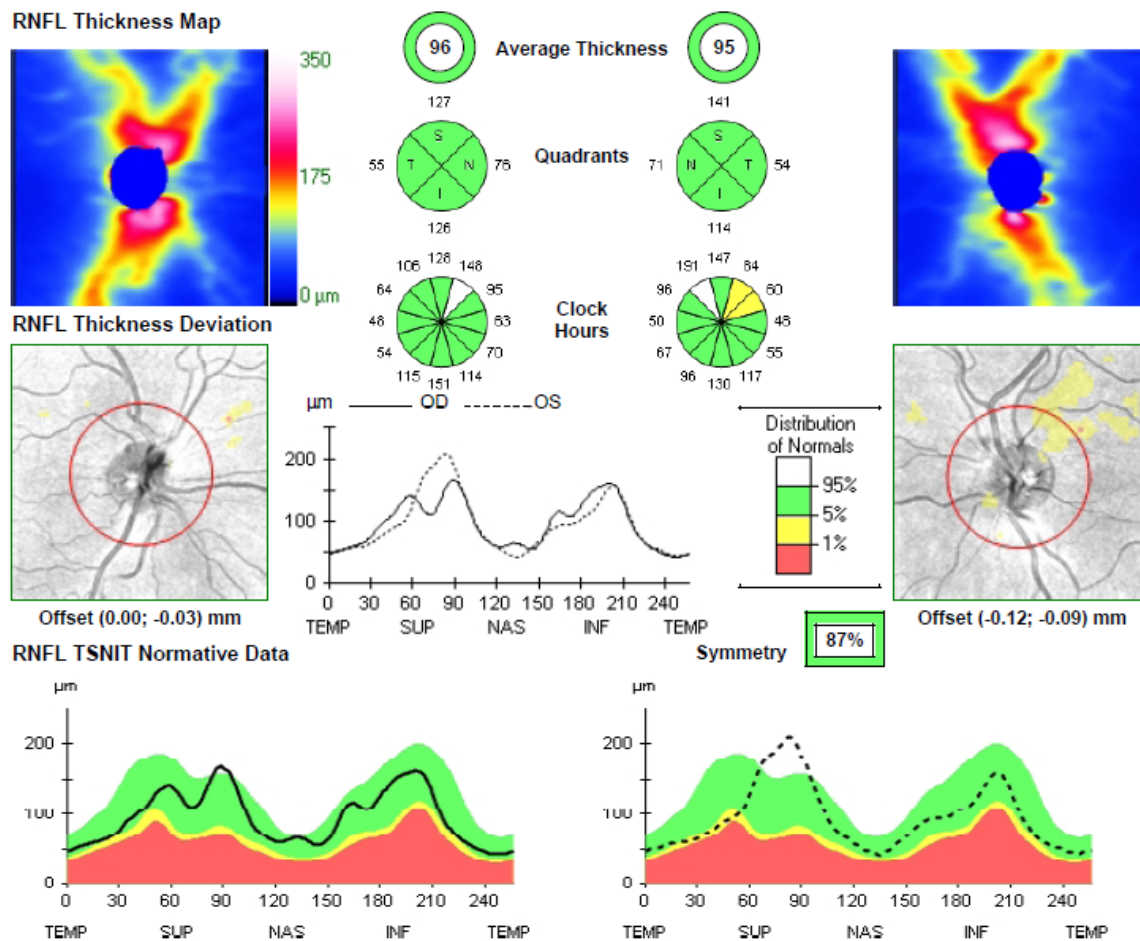 RNFL Thickness Map
350
175
0 µm
96 Average Thickness 95
127
S
55 T N 76
I
126
Quadrants
141
S
71 N T 54
I
114
128
106 148
64 95
48 63
54 70
115 114
151
Clock
Hours
147
191 84
96 60
50 48
67 55
96 117
130
RNFL Thickness Deviation
Offset (0.00; -0.03) mm
µm OD OS
200
100
0
0 30 60 90 120 150 180 210 240
TEMP SUP NAS INF TEMP
Distribution
of Normals
95%
5%
1%
Offset (-0.12; -0.09) mm
RNFL TSNIT Normative Data
Symmetry 87%
µm
200
100
0
0 30 60 90 120 150 180 210 240
TEMP SUP NAS INF TEMP
µm
200
100
0
0 30 60 90 120 150 180 210 240
TEMP SUP NAS INF TEMP